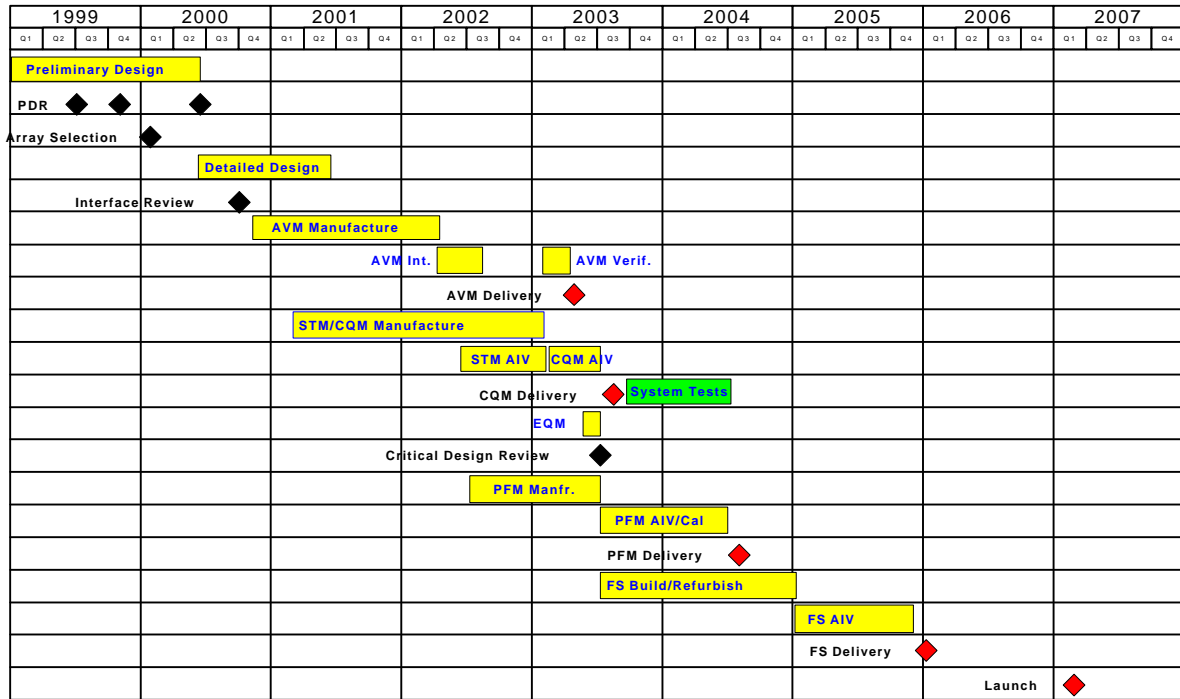 1999 2000 2001 2002 2003 2004 2005 2006 2007
Q1 Q2 Q3 Q4 Q1 Q2 Q3 Q4 Q1 Q2 Q3 Q4 Q1 Q2 Q3 Q4 Q1 Q2 Q3 Q4 Q1 Q2 Q3 Q4 Q1 Q2 Q3 Q4 Q1 Q2 Q3 Q4 Q1 Q2 Q3 Q4
Preliminary Design
PDR
Array Selection
Detailed Design
Interface Review
AVM Manufacture
AVM Int. AVM Verif.
AVM Delivery
STM/CQM Manufacture
STM AIV CQM AIV
CQM Delivery System Tests
EQM
Critical Design Review
PFM Manfr.
PFM AIV/Cal
PFM Delivery
FS Build/Refurbish
FS AIV
FS Delivery
Launch